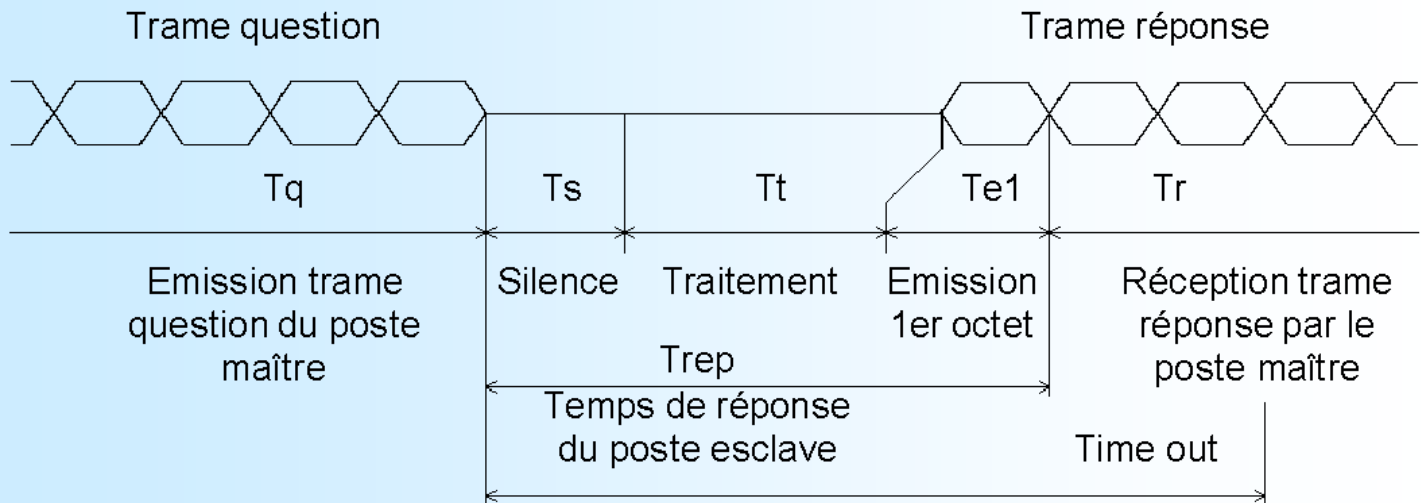 Trame question
Trame réponse
Tq
Ts
Tt
Te1
Tr
Emission trame
question du poste
maître
Silence
Traitement
Emission
1er octet
Réception trame
réponse par le
poste maître
Trep
Temps de réponse
du poste esclave
Time out